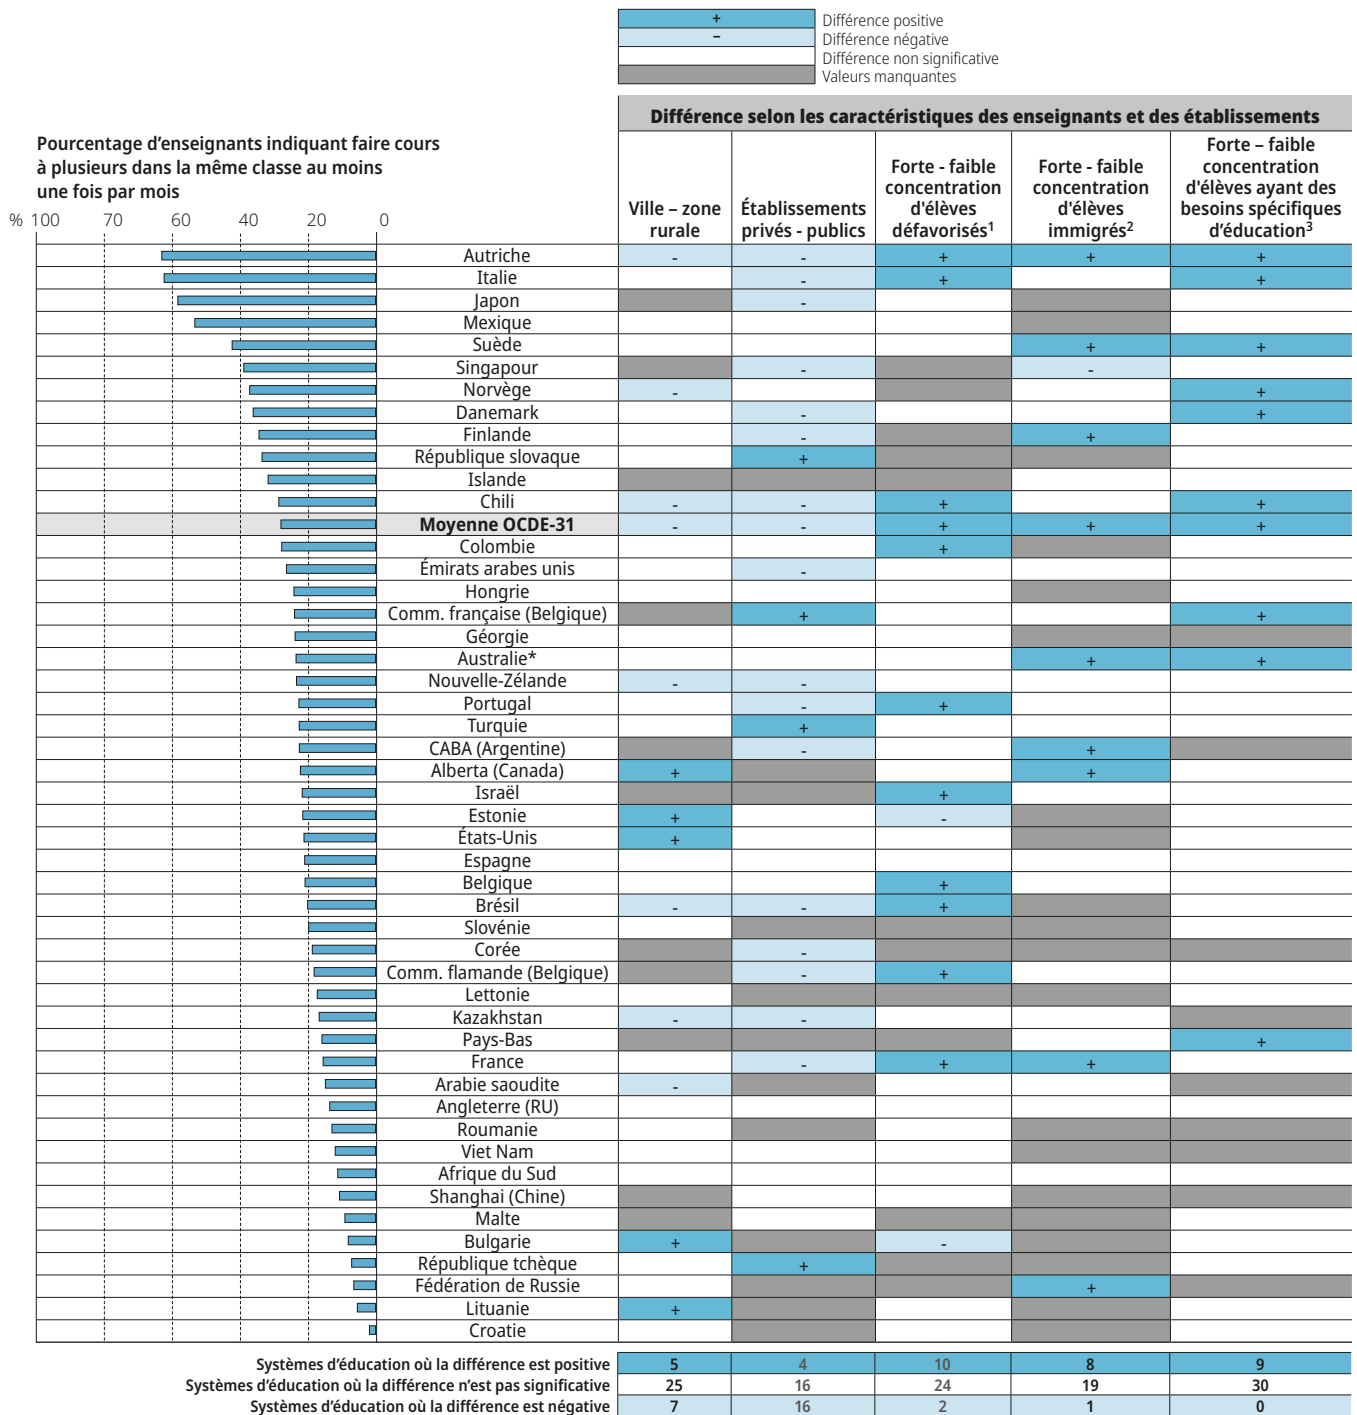 + Différence positive
– Différence négative
Différence non significative
Valeurs manquantes
Différence selon les caractéristiques des enseignants et des établissements
Pourcentage d'enseignants indiquant faire cours
à plusieurs dans la même classe au moins
une fois par mois
Ville – zone
rurale
Établissements
privés - publics
Forte - faible
concentration
d'élèves
défavorisés1
Forte - faible
concentration
d'élèves
immigrés2
Forte – faible
concentration
d'élèves ayant des
besoins spécifiques
d'éducation3
% 100 70 60 40 20 0
Autriche - - + + +
Italie - + +
Japon -
Mexique
Suède + +
Singapour - -
Norvège - +
Danemark - +
Finlande - +
République slovaque +
Islande
Chili - - + +
Moyenne OCDE-31 - - + + +
Colombie +
Émirats arabes unis -
Hongrie
Comm. française (Belgique) + +
Géorgie
Australie* + +
Nouvelle-Zélande - -
Portugal - +
Turquie +
CABA (Argentine) - +
Alberta (Canada) + +
Israël +
Estonie + -
États-Unis +
Espagne
Belgique +
Brésil - - +
Slovénie
Corée -
Comm. flamande (Belgique) - +
Lettonie
Kazakhstan - -
Pays-Bas +
France - + +
Arabie saoudite -
Angleterre (RU)
Roumanie
Viet Nam
Afrique du Sud
Shanghai (Chine)
Malte
Bulgarie + -
République tchèque +
Fédération de Russie +
Lituanie +
Croatie
Systèmes d'éducation où la différence est positive 5 4 10 8 9
Systèmes d'éducation où la différence n'est pas significative 25 16 24 19 30
Systèmes d'éducation où la différence est négative 7 16 2 1 0